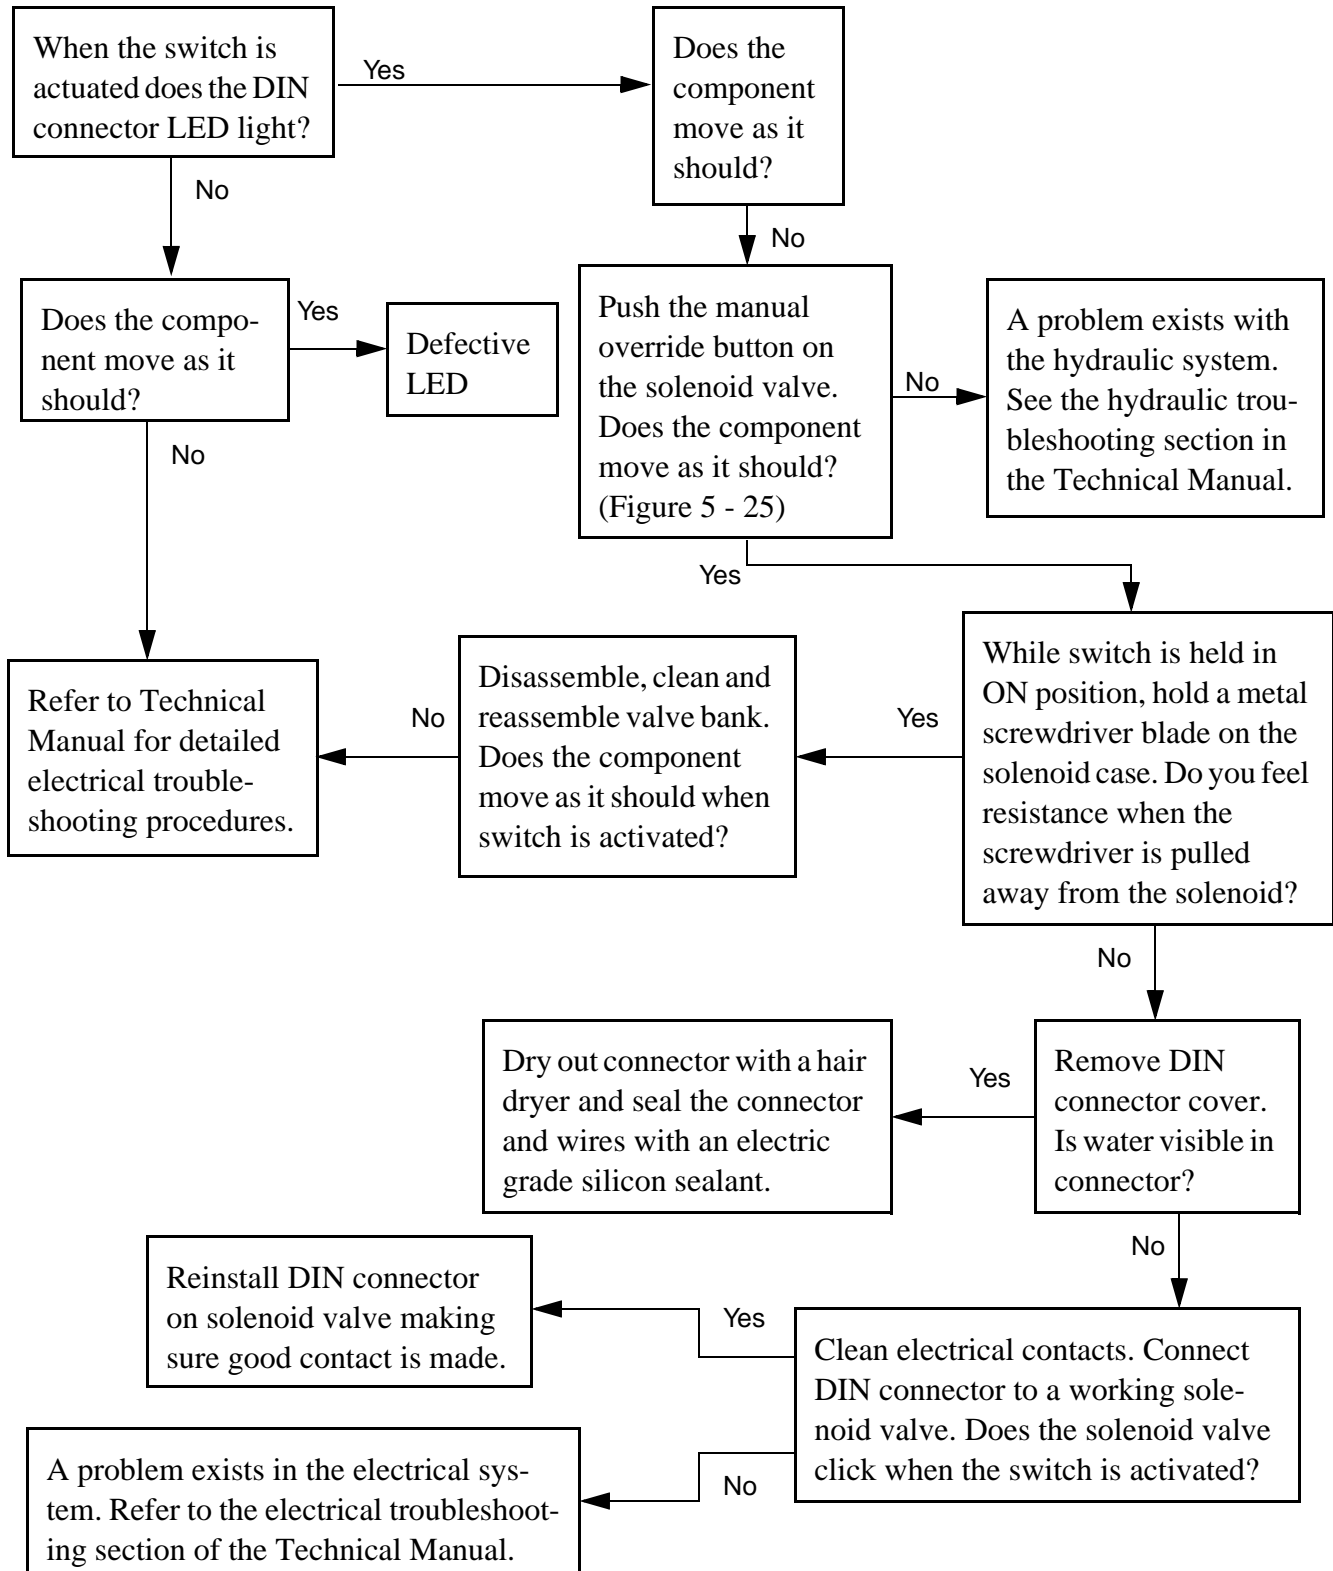 When the switch is
actuated does the DIN
connector LED light?
Yes
Does the
component
move as it
should?
No
No
Does the compo-
nent move as it
should?
Yes
Defective
LED
Push the manual
override button on
the solenoid valve.
Does the component
move as it should?
(Figure 5 - 25)
No
A problem exists with
the hydraulic system.
See the hydraulic trou-
bleshooting section in
the Technical Manual.
No
Yes
Refer to Technical
Manual for detailed
electrical trouble-
shooting procedures.
No
Disassemble, clean and
reassemble valve bank.
Does the component
move as it should when
switch is activated?
Yes
While switch is held in
ON position, hold a metal
screwdriver blade on the
solenoid case. Do you feel
resistance when the
screwdriver is pulled
away from the solenoid?
No
Dry out connector with a hair
dryer and seal the connector
and wires with an electric
grade silicon sealant.
Yes
Remove DIN
connector cover.
Is water visible in
connector?
No
Reinstall DIN connector
on solenoid valve making
sure good contact is made.
Yes
Clean electrical contacts. Connect
DIN connector to a working sole-
noid valve. Does the solenoid valve
click when the switch is activated?
No
A problem exists in the electrical sys-
tem. Refer to the electrical troubleshoot-
ing section of the Technical Manual.